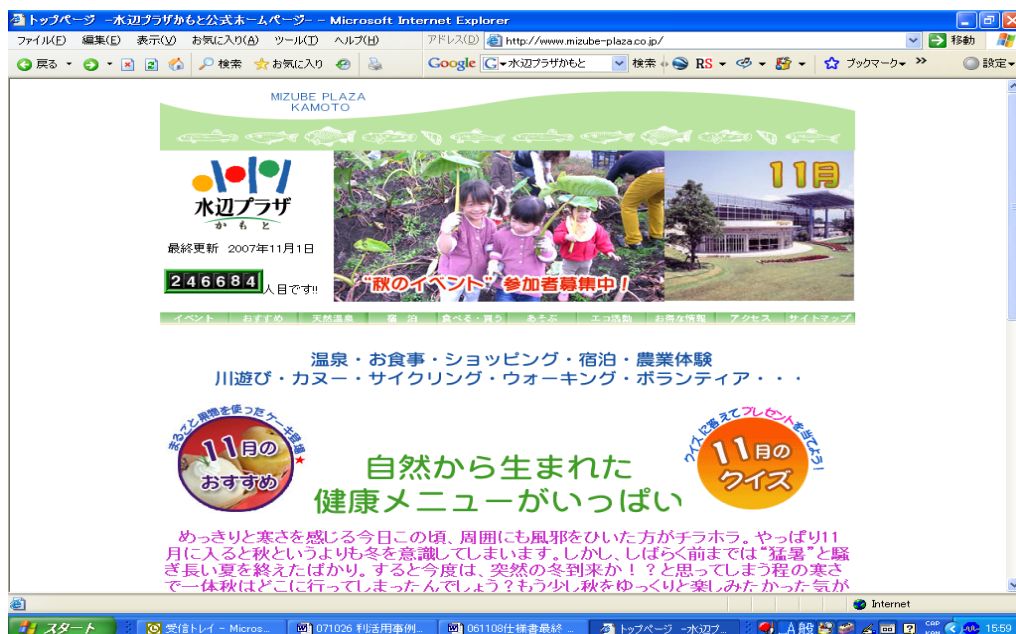 トップページ －水辺プラザかもと公式ホームページ－ - Microsoft Internet Explorer
ファイル(F) 編集(E) 表示(V) お気に入り(A) ツール(T) ヘルプ(H) アドレス(D) http://www.mizube-plaza.co.jp/ 移動
戻る 検索 お気に入り Google G 水辺プラザかもと 検索 RS ブックマーク >> 設定
MIZUBE PLAZA
KAMOTO
11月
水辺プラザ
かもと
最終更新 2007年11月1日
246684人目です!!
“秋のイベント” 参加者募集中！
イベント おすすめ 天然温泉 宿 泊 食べる・買う あそぶ エコ活動 お得な情報 アクセス サイトマップ
温泉・お食事・ショッピング・宿泊・農業体験
川遊び・カヌー・サイクリング・ウォーキング・ボランティア・・・
まるごと果物を使ったケーキ登場★
11月の
おすすめ
クイズに答えてプレゼントを当てよう！
11月の
クイズ
自然から生まれた
健康メニューがいっぱい
めっきりと寒さを感じる今日この頃、周囲にも風邪をひいた方がチラホラ。やっぱり11
月に入ると秋というよりも冬を意識してしまいます。しかし、しばらく前までは“猛暑”と騒
ぎ長い夏を終えたばかり。すると今度は、突然の冬到来か！？と思ってしまう程の寒さ
で一体秋はどこに行ってしまったんでしょう？もう少し秋をゆっくりと楽しみたかった気が
Internet
スタート 受信トレイ - Micros... 071026 利活用事例... 061108仕様書最終 ... トップページ －水辺プ... A 般 CAP KAN 15:59